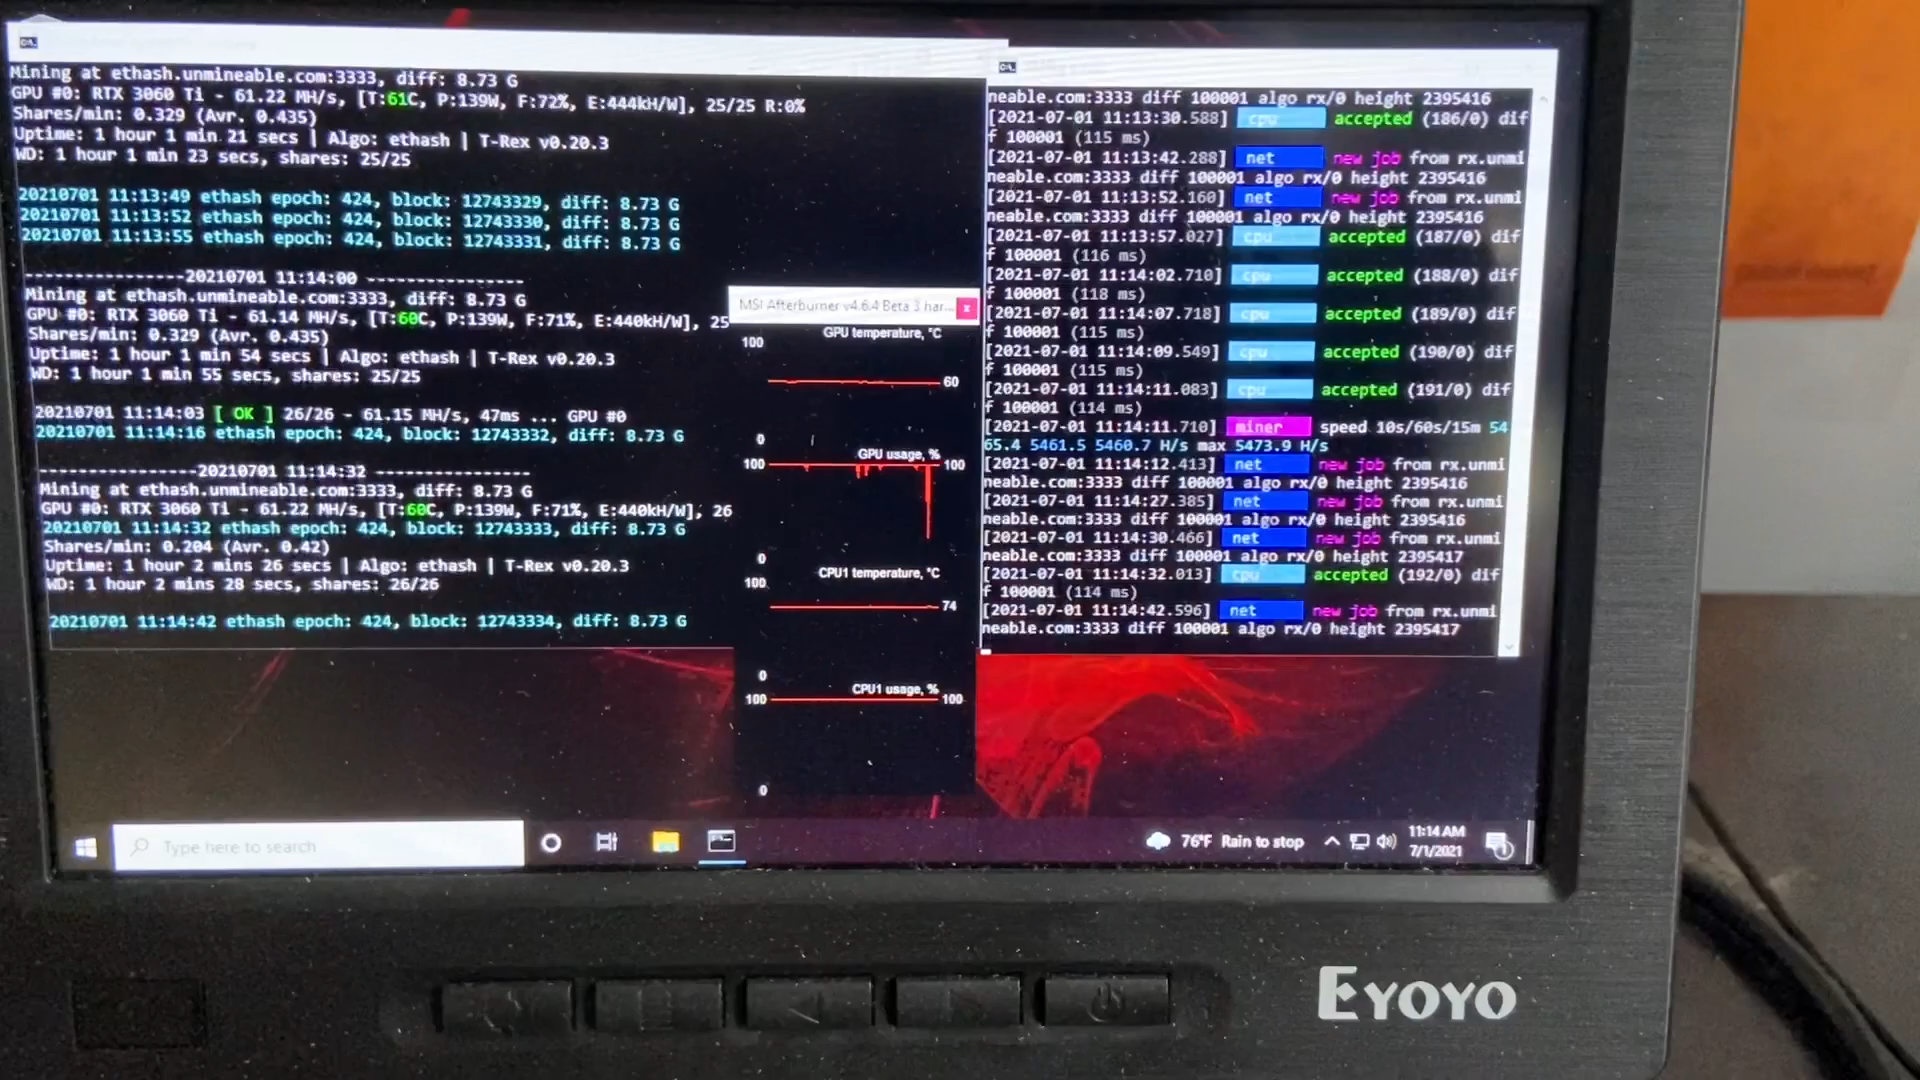 Mining at ethash.unmineable.com:3333, diff: 8.73 G
GPU #0: RTX 3060 Ti - 61.22 MH/s, [T:61C, P:139W, F:72%, E:444kH/W], 25/25 R:0%
Shares/min: 0.329 (Avr. 0.435)
Uptime: 1 hour 1 min 21 secs | Algo: ethash | T-Rex v0.20.3
WD: 1 hour 1 min 23 secs, shares: 25/25
20210701 11:13:49 ethash epoch: 424, block: 12743329, diff: 8.73 G
20210701 11:13:52 ethash epoch: 424, block: 12743330, diff: 8.73 G
20210701 11:13:55 ethash epoch: 424, block: 12743331, diff: 8.73 G
----------------20210701 11:14:00 ----------------
Mining at ethash.unmineable.com:3333, diff: 8.73 G
GPU #0: RTX 3060 Ti - 61.14 MH/s, [T:60C, P:139W, F:71%, E:440kH/W], 25
Shares/min: 0.329 (Avr. 0.435)
Uptime: 1 hour 1 min 54 secs | Algo: ethash | T-Rex v0.20.3
WD: 1 hour 1 min 55 secs, shares: 25/25
20210701 11:14:03 [ OK ] 26/26 - 61.15 MH/s, 47ms ... GPU #0
20210701 11:14:16 ethash epoch: 424, block: 12743332, diff: 8.73 G
----------------20210701 11:14:32 ----------------
Mining at ethash.unmineable.com:3333, diff: 8.73 G
GPU #0: RTX 3060 Ti - 61.22 MH/s, [T:60C, P:139W, F:71%, E:440kH/W], 26
20210701 11:14:32 ethash epoch: 424, block: 12743333, diff: 8.73 G
Shares/min: 0.204 (Avr. 0.42)
Uptime: 1 hour 2 mins 26 secs | Algo: ethash | T-Rex v0.20.3
WD: 1 hour 2 mins 28 secs, shares: 26/26
20210701 11:14:42 ethash epoch: 424, block: 12743334, diff: 8.73 G
MSI Afterburner v4.6.4 Beta 3 har... x
GPU temperature, °C
100
60
0
GPU usage, %
100 100
0
CPU1 temperature, °C
100
74
0
CPU1 usage, %
100 100
0
neable.com:3333 diff 100001 algo rx/0 height 2395416
[2021-07-01 11:13:30.588] cpu accepted (186/0) dif
f 100001 (115 ms)
[2021-07-01 11:13:42.288] net new job from rx.unmi
neable.com:3333 diff 100001 algo rx/0 height 2395416
[2021-07-01 11:13:52.160] net new job from rx.unmi
neable.com:3333 diff 100001 algo rx/0 height 2395416
[2021-07-01 11:13:57.027] cpu accepted (187/0) dif
f 100001 (116 ms)
[2021-07-01 11:14:02.710] cpu accepted (188/0) dif
f 100001 (118 ms)
[2021-07-01 11:14:07.718] cpu accepted (189/0) dif
f 100001 (115 ms)
[2021-07-01 11:14:09.549] cpu accepted (190/0) dif
f 100001 (115 ms)
[2021-07-01 11:14:11.083] cpu accepted (191/0) dif
f 100001 (114 ms)
[2021-07-01 11:14:11.710] miner speed 10s/60s/15m 54
65.4 5461.5 5460.7 H/s max 5473.9 H/s
[2021-07-01 11:14:12.413] net new job from rx.unmi
neable.com:3333 diff 100001 algo rx/0 height 2395416
[2021-07-01 11:14:27.385] net new job from rx.unmi
neable.com:3333 diff 100001 algo rx/0 height 2395416
[2021-07-01 11:14:30.466] net new job from rx.unmi
neable.com:3333 diff 100001 algo rx/0 height 2395417
[2021-07-01 11:14:32.013] cpu accepted (192/0) dif
f 100001 (114 ms)
[2021-07-01 11:14:42.596] net new job from rx.unmi
neable.com:3333 diff 100001 algo rx/0 height 2395417
Type here to search
76°F Rain to stop
11:14 AM
7/1/2021
1
EYOYO